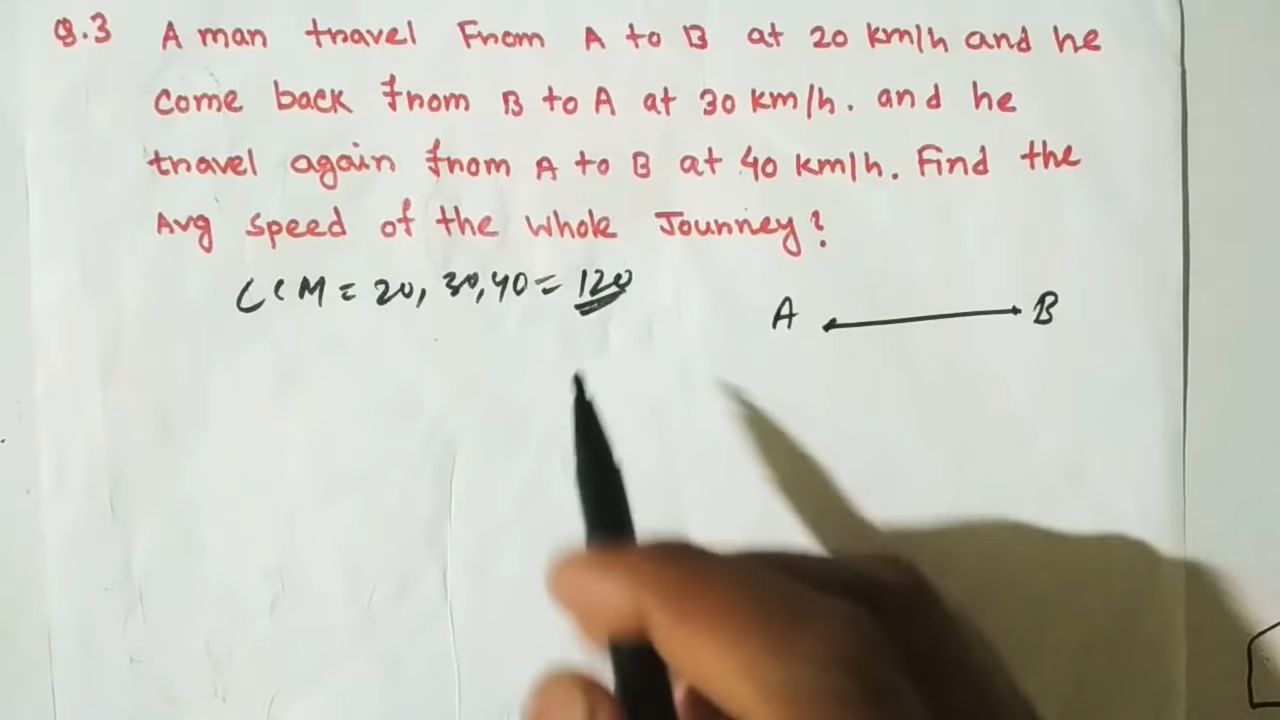 Q.3 A man travel From A to B at 20 km/h and he
come back from B to A at 30 km/h. and he
travel again from A to B at 40 km/h. Find the
Avg speed of the whole Journey?
LCM = 20, 30, 40 = 120
A B